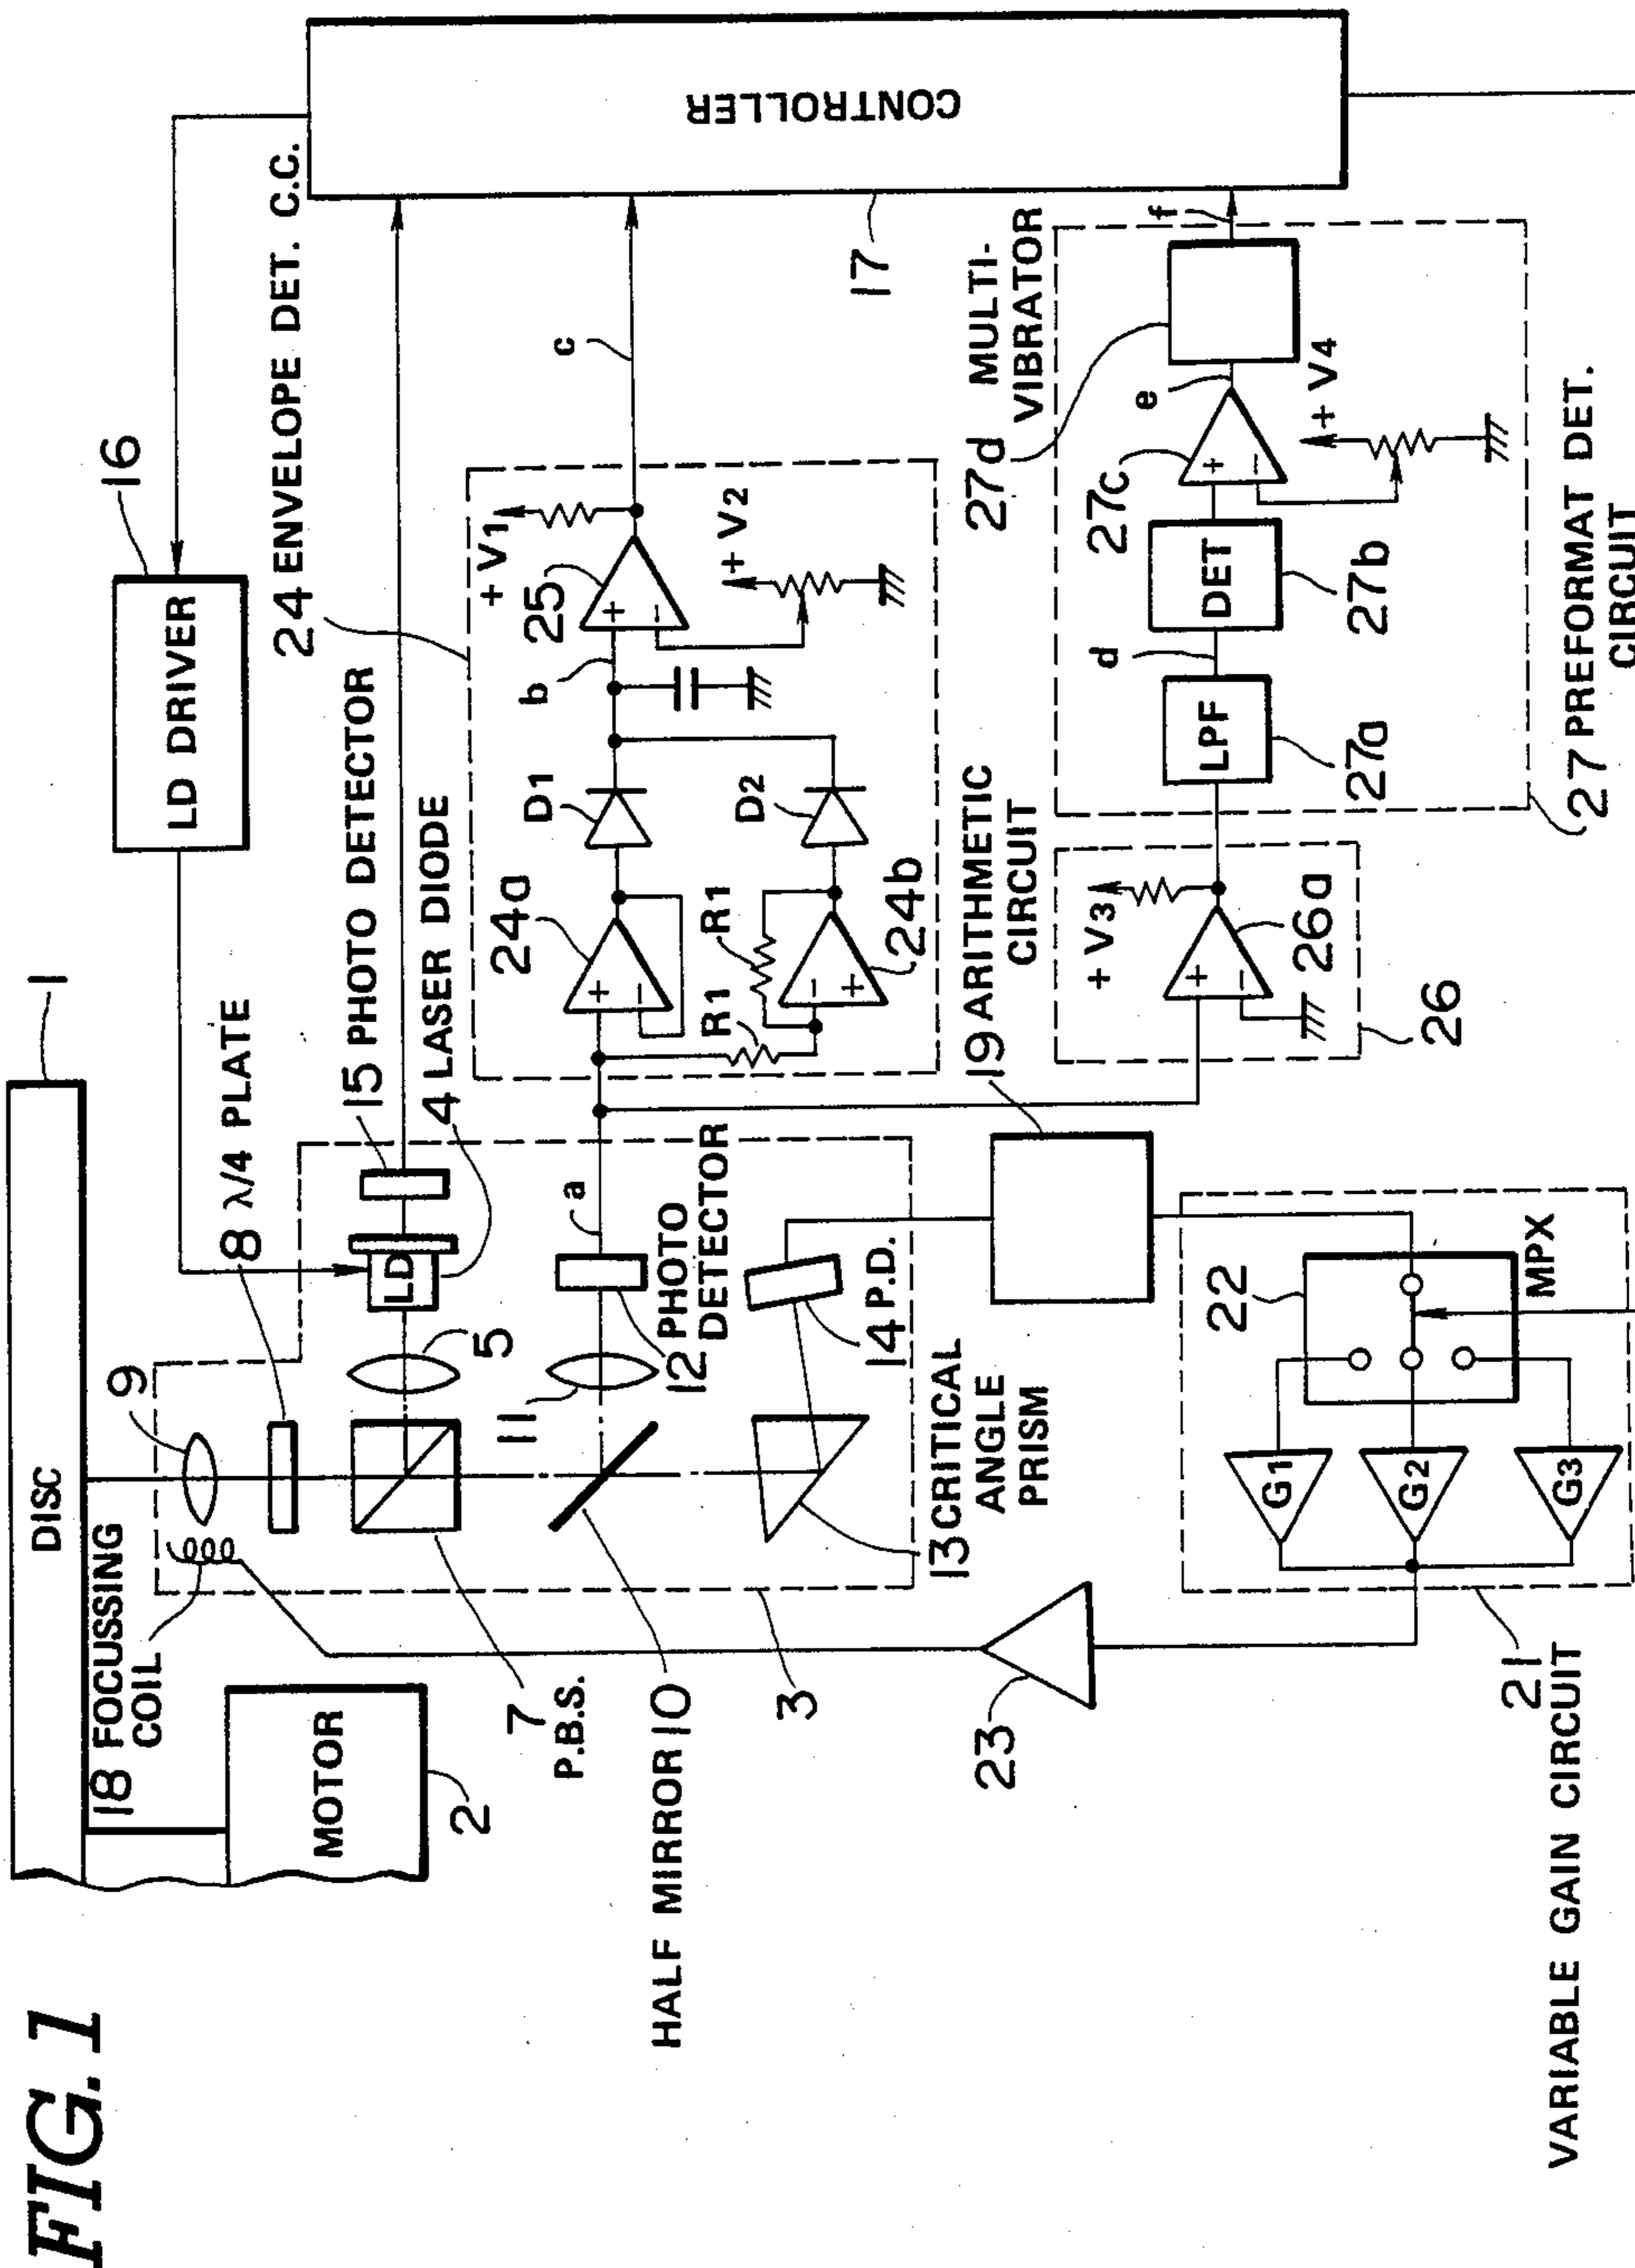 FIG. 1
DISC
1
MOTOR
2
18 FOCUSSING
COIL
9
8 λ/4 PLATE
LD DRIVER
16
15 PHOTO DETECTOR
4 LASER DIODE
LD
5
7
P.B.S.
HALF MIRROR 10
11
12 PHOTO
DETECTOR
a
13 CRITICAL
ANGLE
PRISM
14 P.D.
3
24 ENVELOPE DET. C.C.
24a
24b
R1
R1
D1
D2
b
25
+
−
+
−
−
+
+ V1
+ V2
c
CONTROLLER
17
19 ARITHMETIC
CIRCUIT
26
26a
+
−
+ V3
27 PREFORMAT DET.
CIRCUIT
LPF
27a
d
DET
27b
27c
+
−
+ V4
e
27d
MULTI-
VIBRATOR
f
22
MPX
G1
G2
G3
21
VARIABLE GAIN CIRCUIT
23